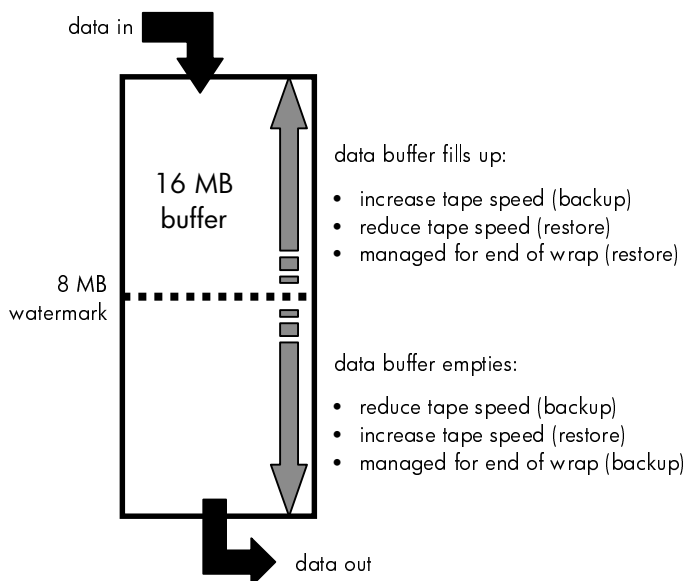 data in
16 MB
buffer
8 MB
watermark
data buffer fills up:
• increase tape speed (backup)
• reduce tape speed (restore)
• managed for end of wrap (restore)
data buffer empties:
• reduce tape speed (backup)
• increase tape speed (restore)
• managed for end of wrap (backup)
data out